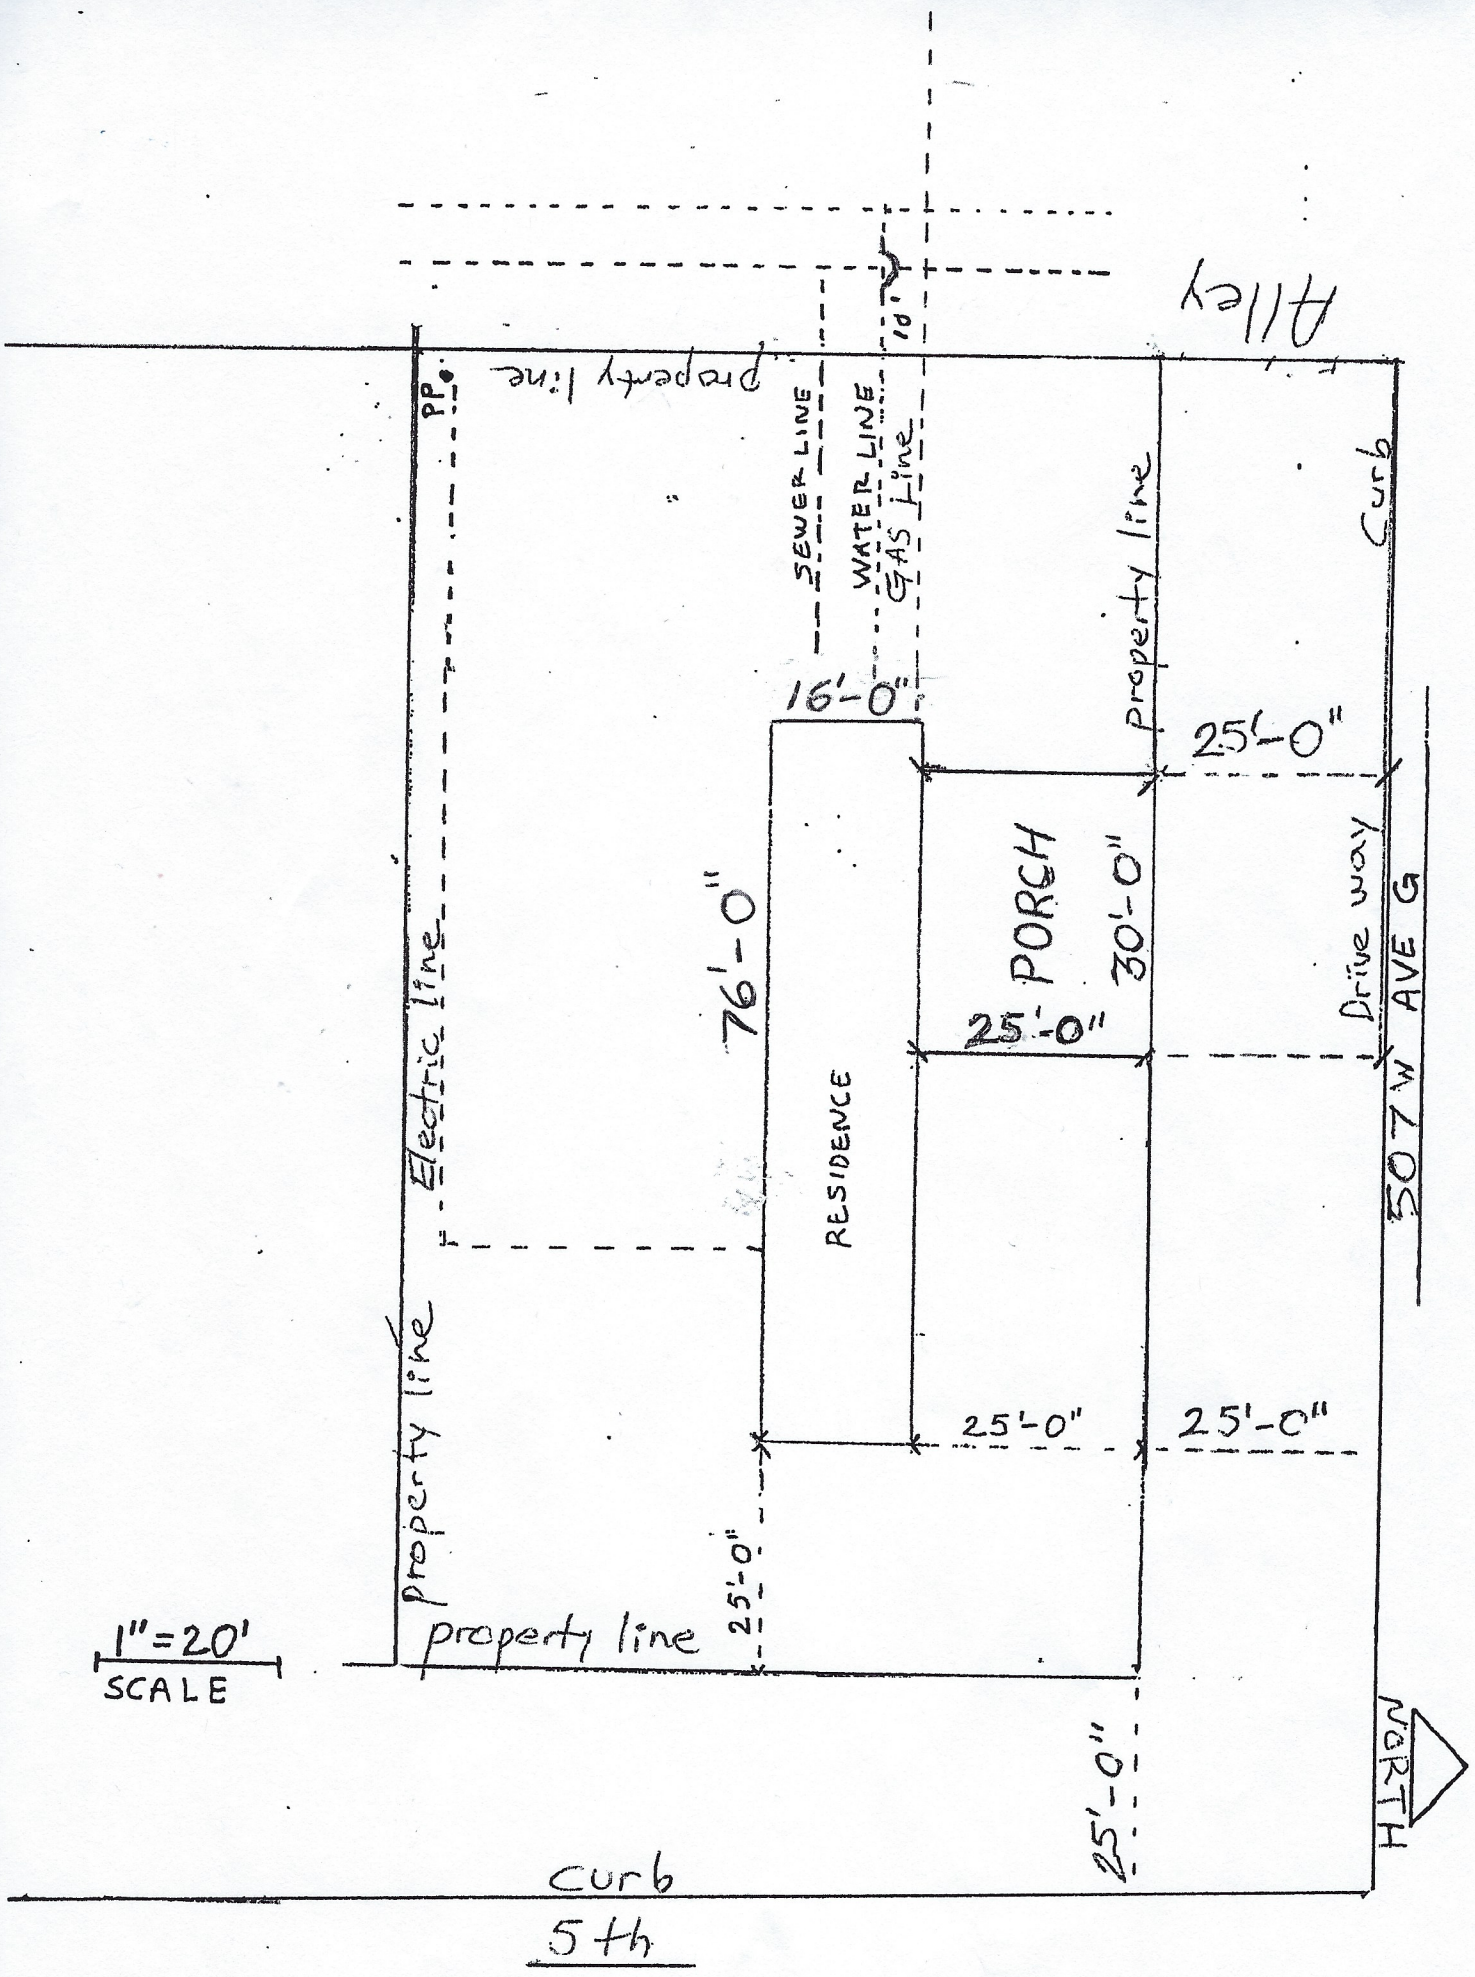 Alley
10'
PP.
property line
SEWER LINE
WATER LINE
GAS Line
property line
Curb
16'-0"
25'-0"
Electric line
76'-0"
RESIDENCE
PORCH
30'-0"
25'-0"
Drive way
507 W AVE G
property line
25'-0"
25'-0"
25'-0"
property line
1"=20'
SCALE
25'-0"
NORTH
curb
5th